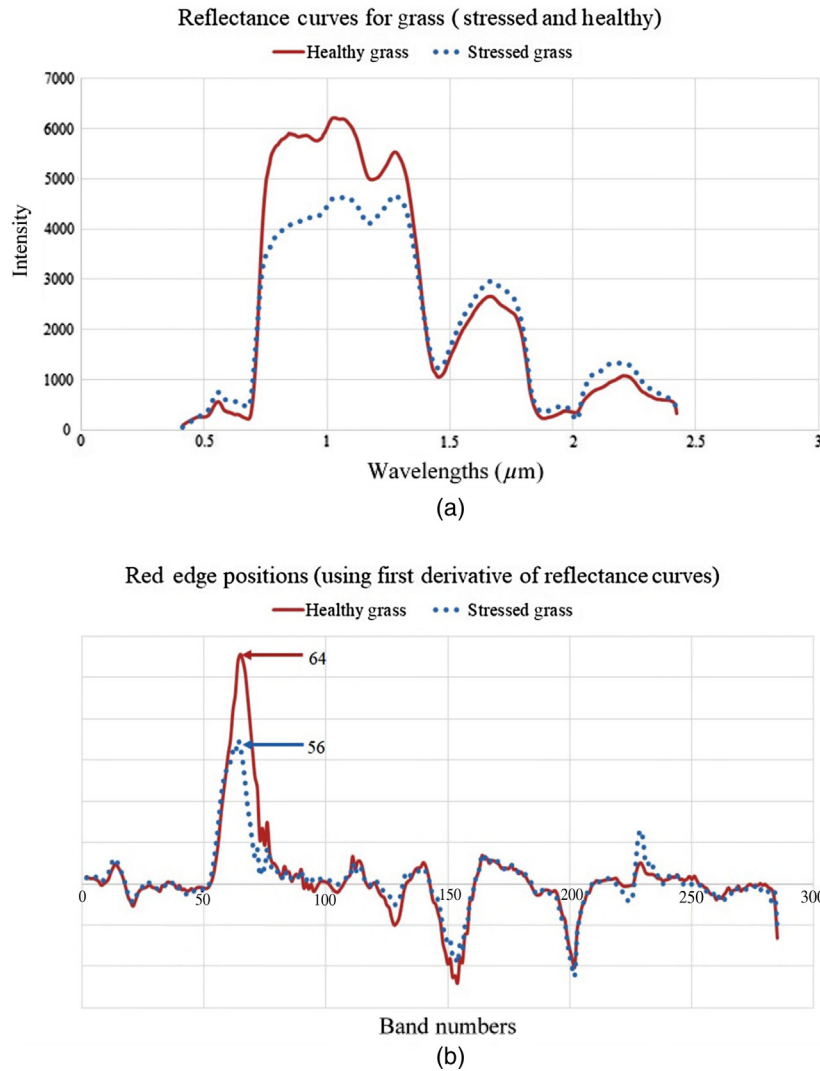 Reflectance curves for grass ( stressed and healthy)
Healthy grass Stressed grass
7000
6000
5000
4000
3000
2000
1000
0
Intensity
0 0.5 1 1.5 2 2.5 3
Wavelengths (μm)
(a)
Red edge positions (using first derivative of reflectance curves)
Healthy grass Stressed grass
64
56
0 50 100 150 200 250 300
Band numbers
(b)